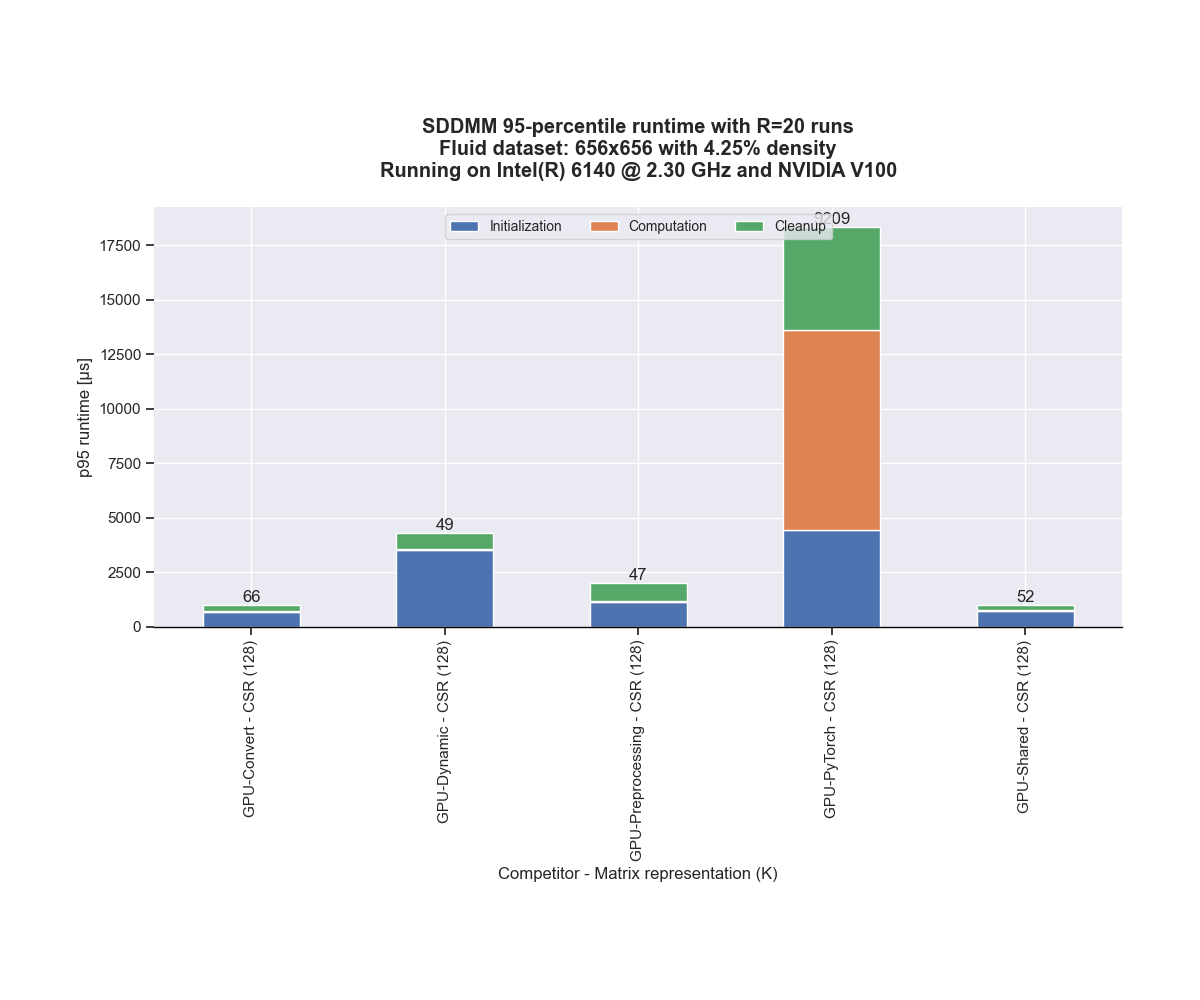 SDDMM 95-percentile runtime with R=20 runs
Fluid dataset: 656x656 with 4.25% density
Running on Intel(R) 6140 @ 2.30 GHz and NVIDIA V100
Initialization Computation Cleanup
9209
17500
15000
12500
10000
7500
5000
2500
0
p95 runtime [µs]
66
49
47
52
GPU-Convert - CSR (128)
GPU-Dynamic - CSR (128)
GPU-Preprocessing - CSR (128)
GPU-PyTorch - CSR (128)
GPU-Shared - CSR (128)
Competitor - Matrix representation (K)